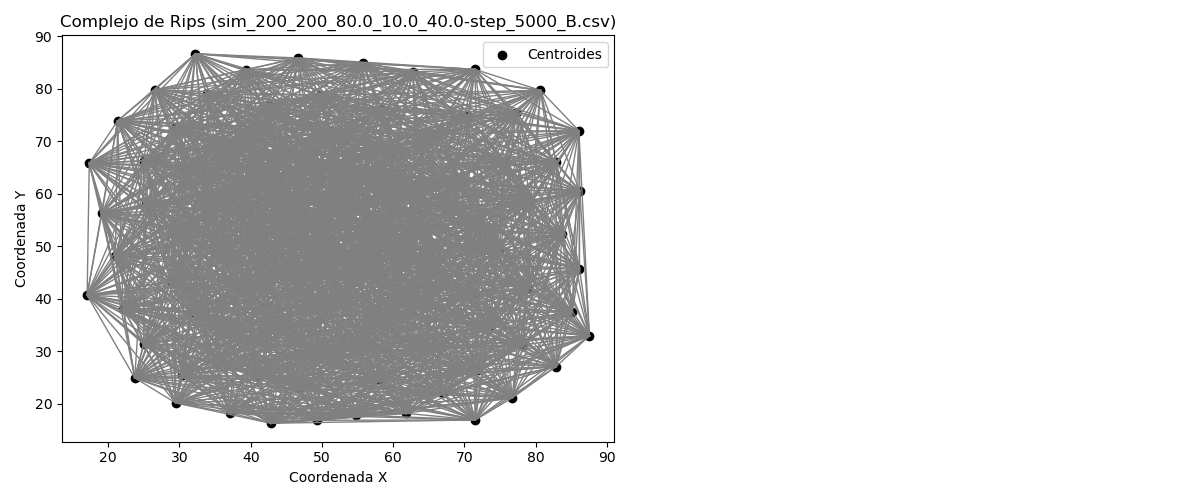 Complejo de Rips (sim_200_200_80.0_10.0_40.0-step_5000_B.csv)
90
80
70
60
50
40
30
20
Coordenada Y
Centroides
20 30 40 50 60 70 80 90
Coordenada X